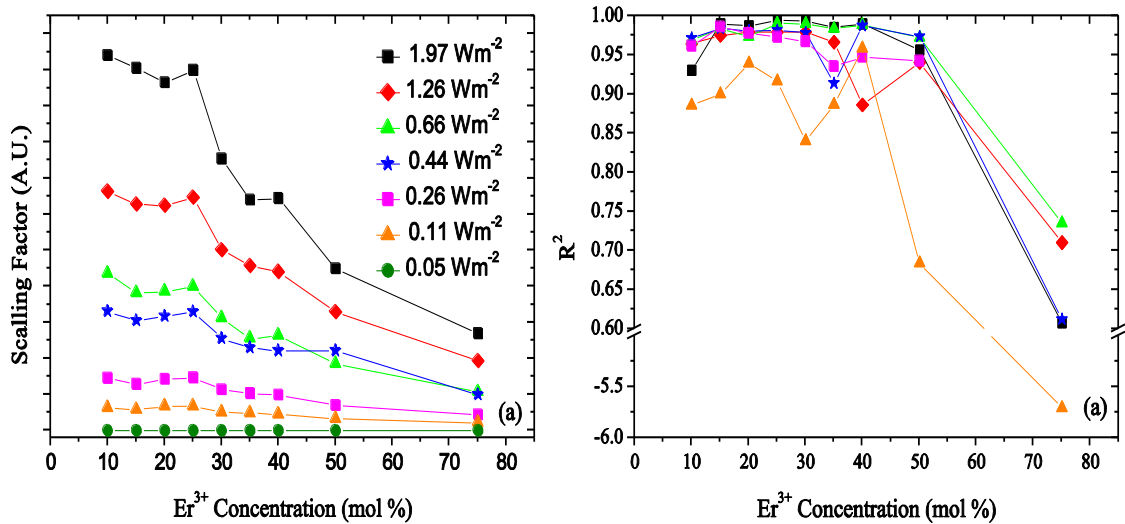 Scalling Factor (A.U.)
1.97 Wm-2
1.26 Wm-2
0.66 Wm-2
0.44 Wm-2
0.26 Wm-2
0.11 Wm-2
0.05 Wm-2
(a)
0 10 20 30 40 50 60 70 80
Er3+ Concentration (mol %)
R2
1.00
0.95
0.90
0.85
0.80
0.75
0.70
0.65
0.60
-5.5
-6.0
(a)
0 10 20 30 40 50 60 70 80
Er3+ Concentration (mol %)